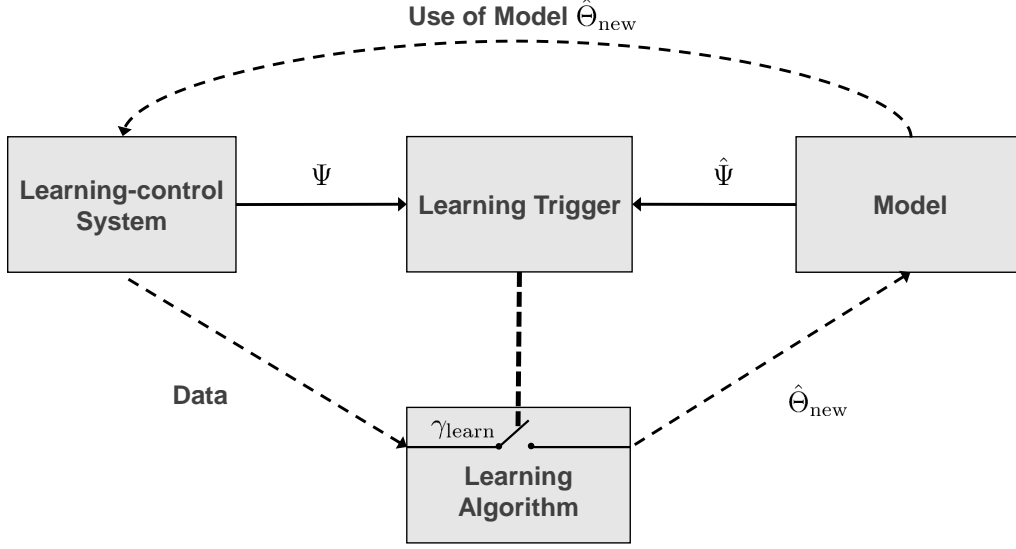 Use of Model Θ̂new
Learning-control
System
Ψ
Learning Trigger
Ψ̂
Model
Data
Θ̂new
γlearn
Learning
Algorithm